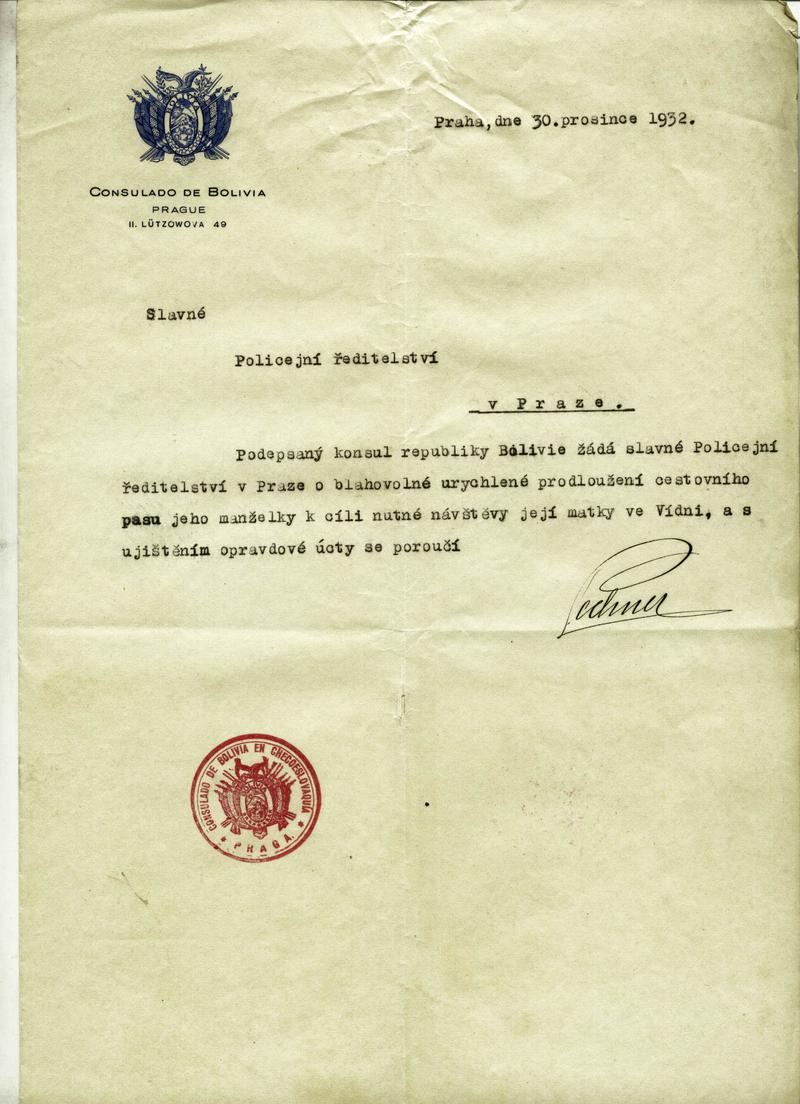 Praha,dne 30.prosince 1932.
BOLIVIA
CONSULADO DE BOLIVIA
PRAGUE
II. LÜTZOWOVA 49
Slavné
Policejní ředitelství
v Praze.
Podepsaný konsul republiky Bolivie žádá slavné Policejní
ředitelství v Praze o blahovolné urychlené prodloužení cestovního
pasu jeho manželky k cíli nutné návštěvy její matky ve Vídni, a s
ujištěním opravdové úcty se poroučí
CONSULADO DE BOLIVIA EN CHECOESLOVAQUIA
* PRAGA. *